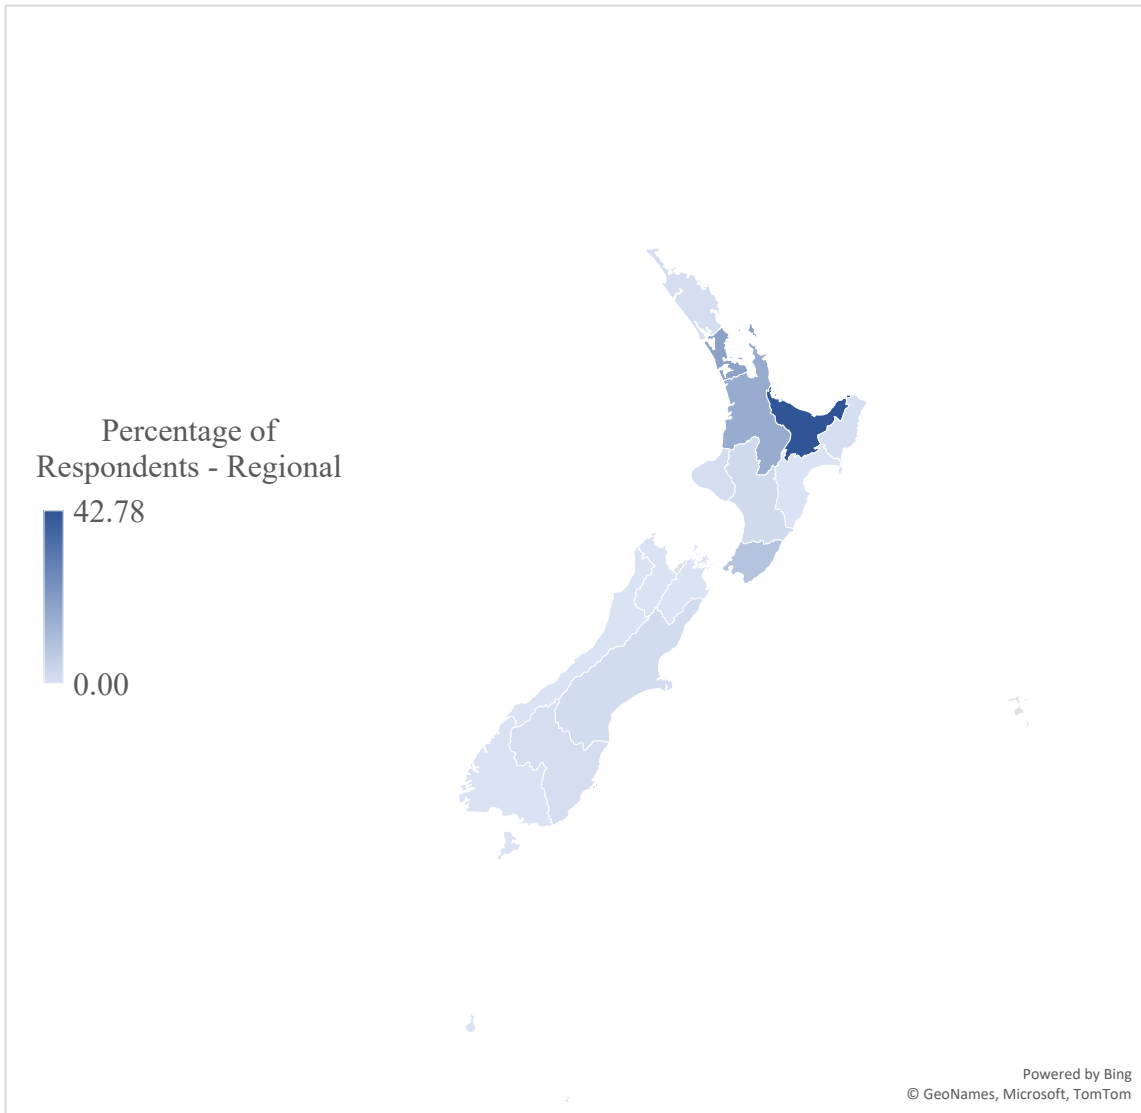 Percentage of
Respondents - Regional
42.78
0.00
Powered by Bing
© GeoNames, Microsoft, TomTom